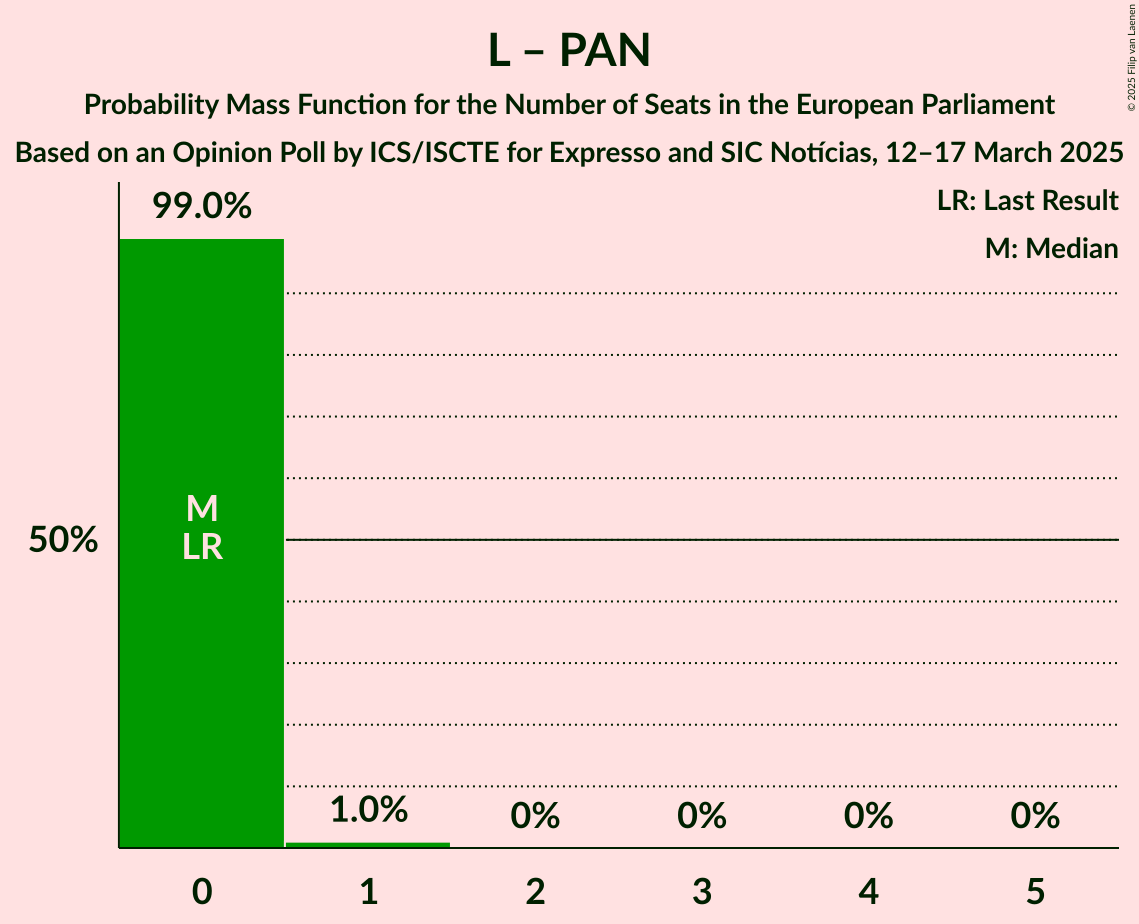 L – PAN
Probability Mass Function for the Number of Seats in the European Parliament
Based on an Opinion Poll by ICS/ISCTE for Expresso and SIC Notícias, 12–17 March 2025
© 2025 Filip van Laenen
LR: Last Result
M: Median
99.0%
M
LR
50%
1.0%
0%
0%
0%
0%
0
1
2
3
4
5